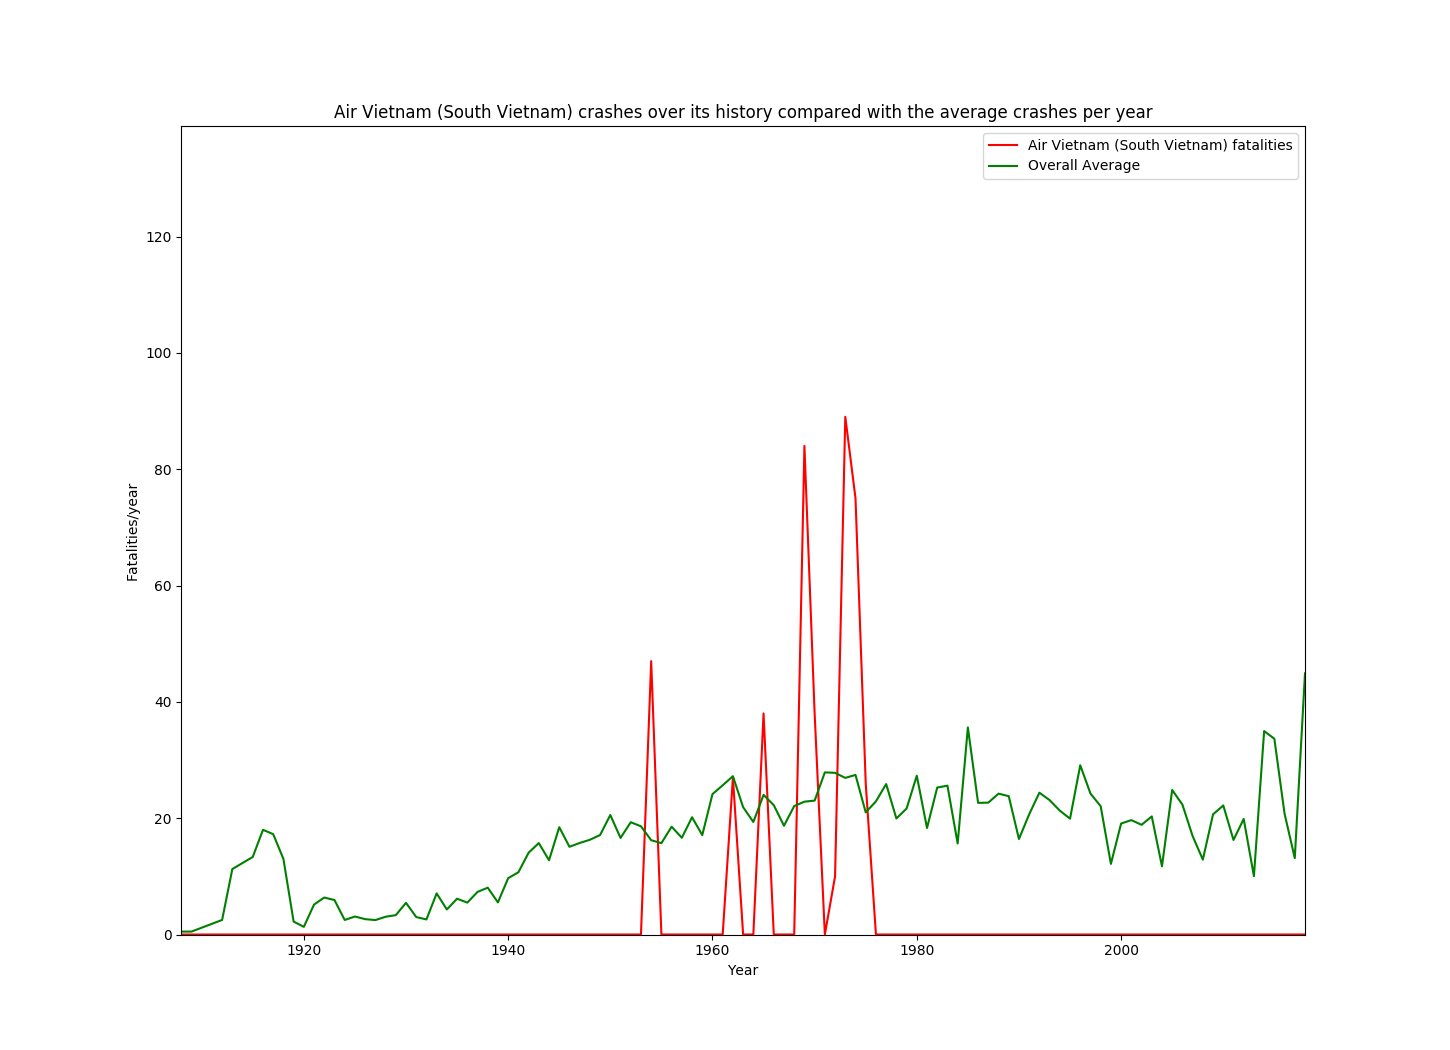 Air Vietnam (South Vietnam) crashes over its history compared with the average crashes per year
Air Vietnam (South Vietnam) fatalities
Overall Average
120
100
80
60
40
20
0
Fatalities/year
1920 1940 1960 1980 2000
Year